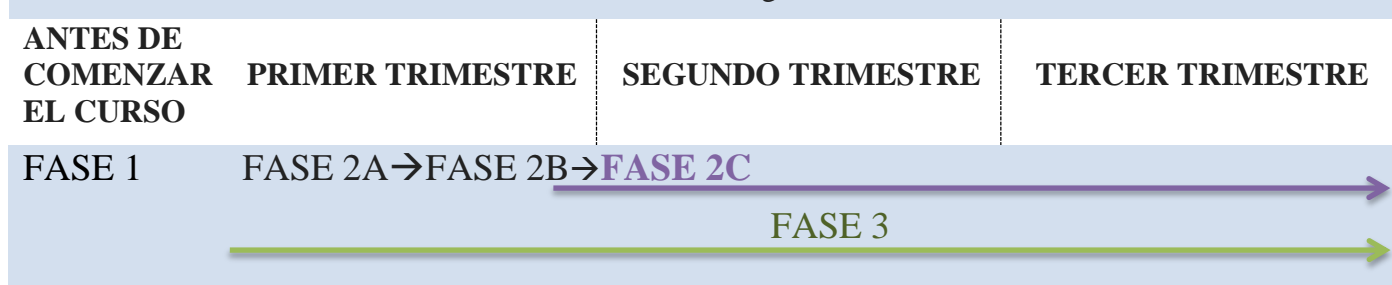 ANTES DE
COMENZAR PRIMER TRIMESTRE SEGUNDO TRIMESTRE TERCER TRIMESTRE
EL CURSO
FASE 1 FASE 2A→FASE 2B→FASE 2C
FASE 3